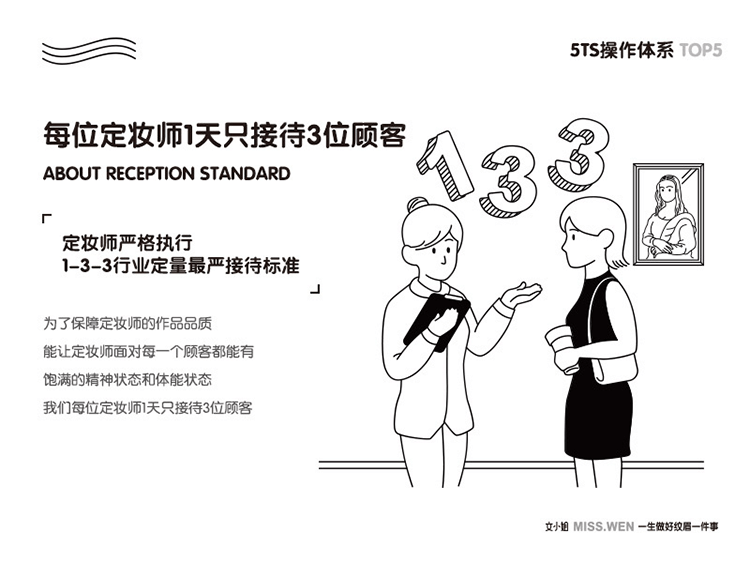 5TS操作体系 TOP5
每位定妆师1天只接待3位顾客
ABOUT RECEPTION STANDARD
定妆师严格执行
1-3-3行业定量最严接待标准
为了保障定妆师的作品品质
能让定妆师面对每一个顾客都能有
饱满的精神状态和体能状态
我们每位定妆师1天只接待3位顾客
133
文小姐 MISS.WEN 一生做好纹眉一件事